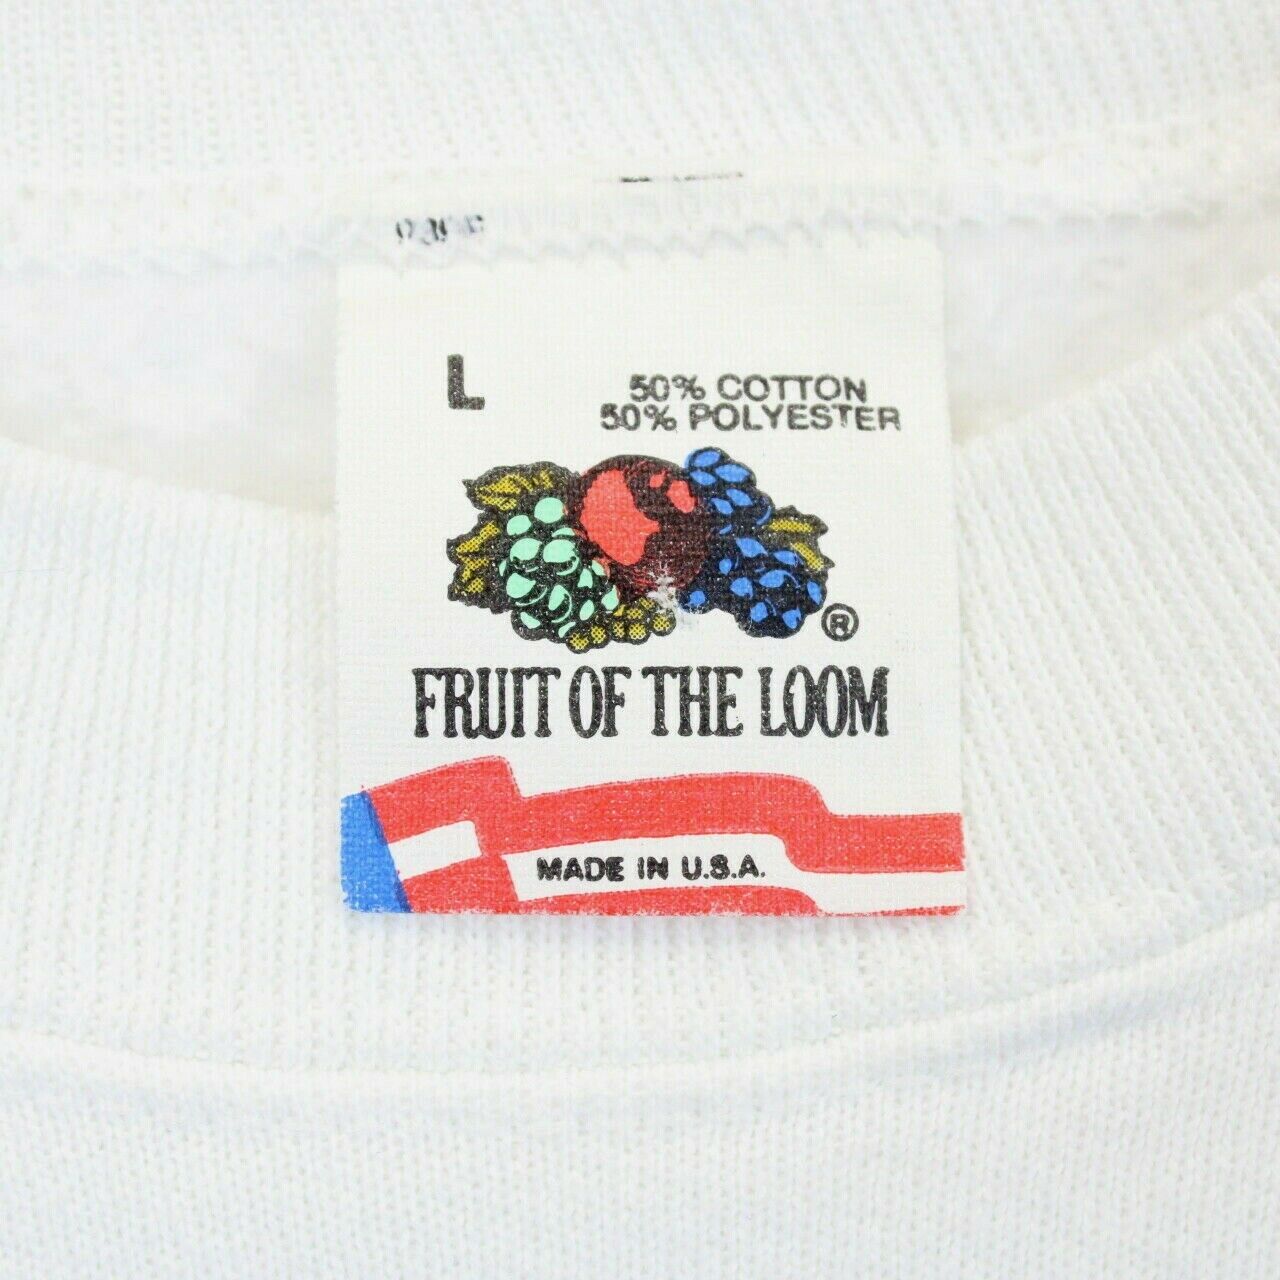 L
50% COTTON
50% POLYESTER
®
FRUIT OF THE LOOM
MADE IN U.S.A.